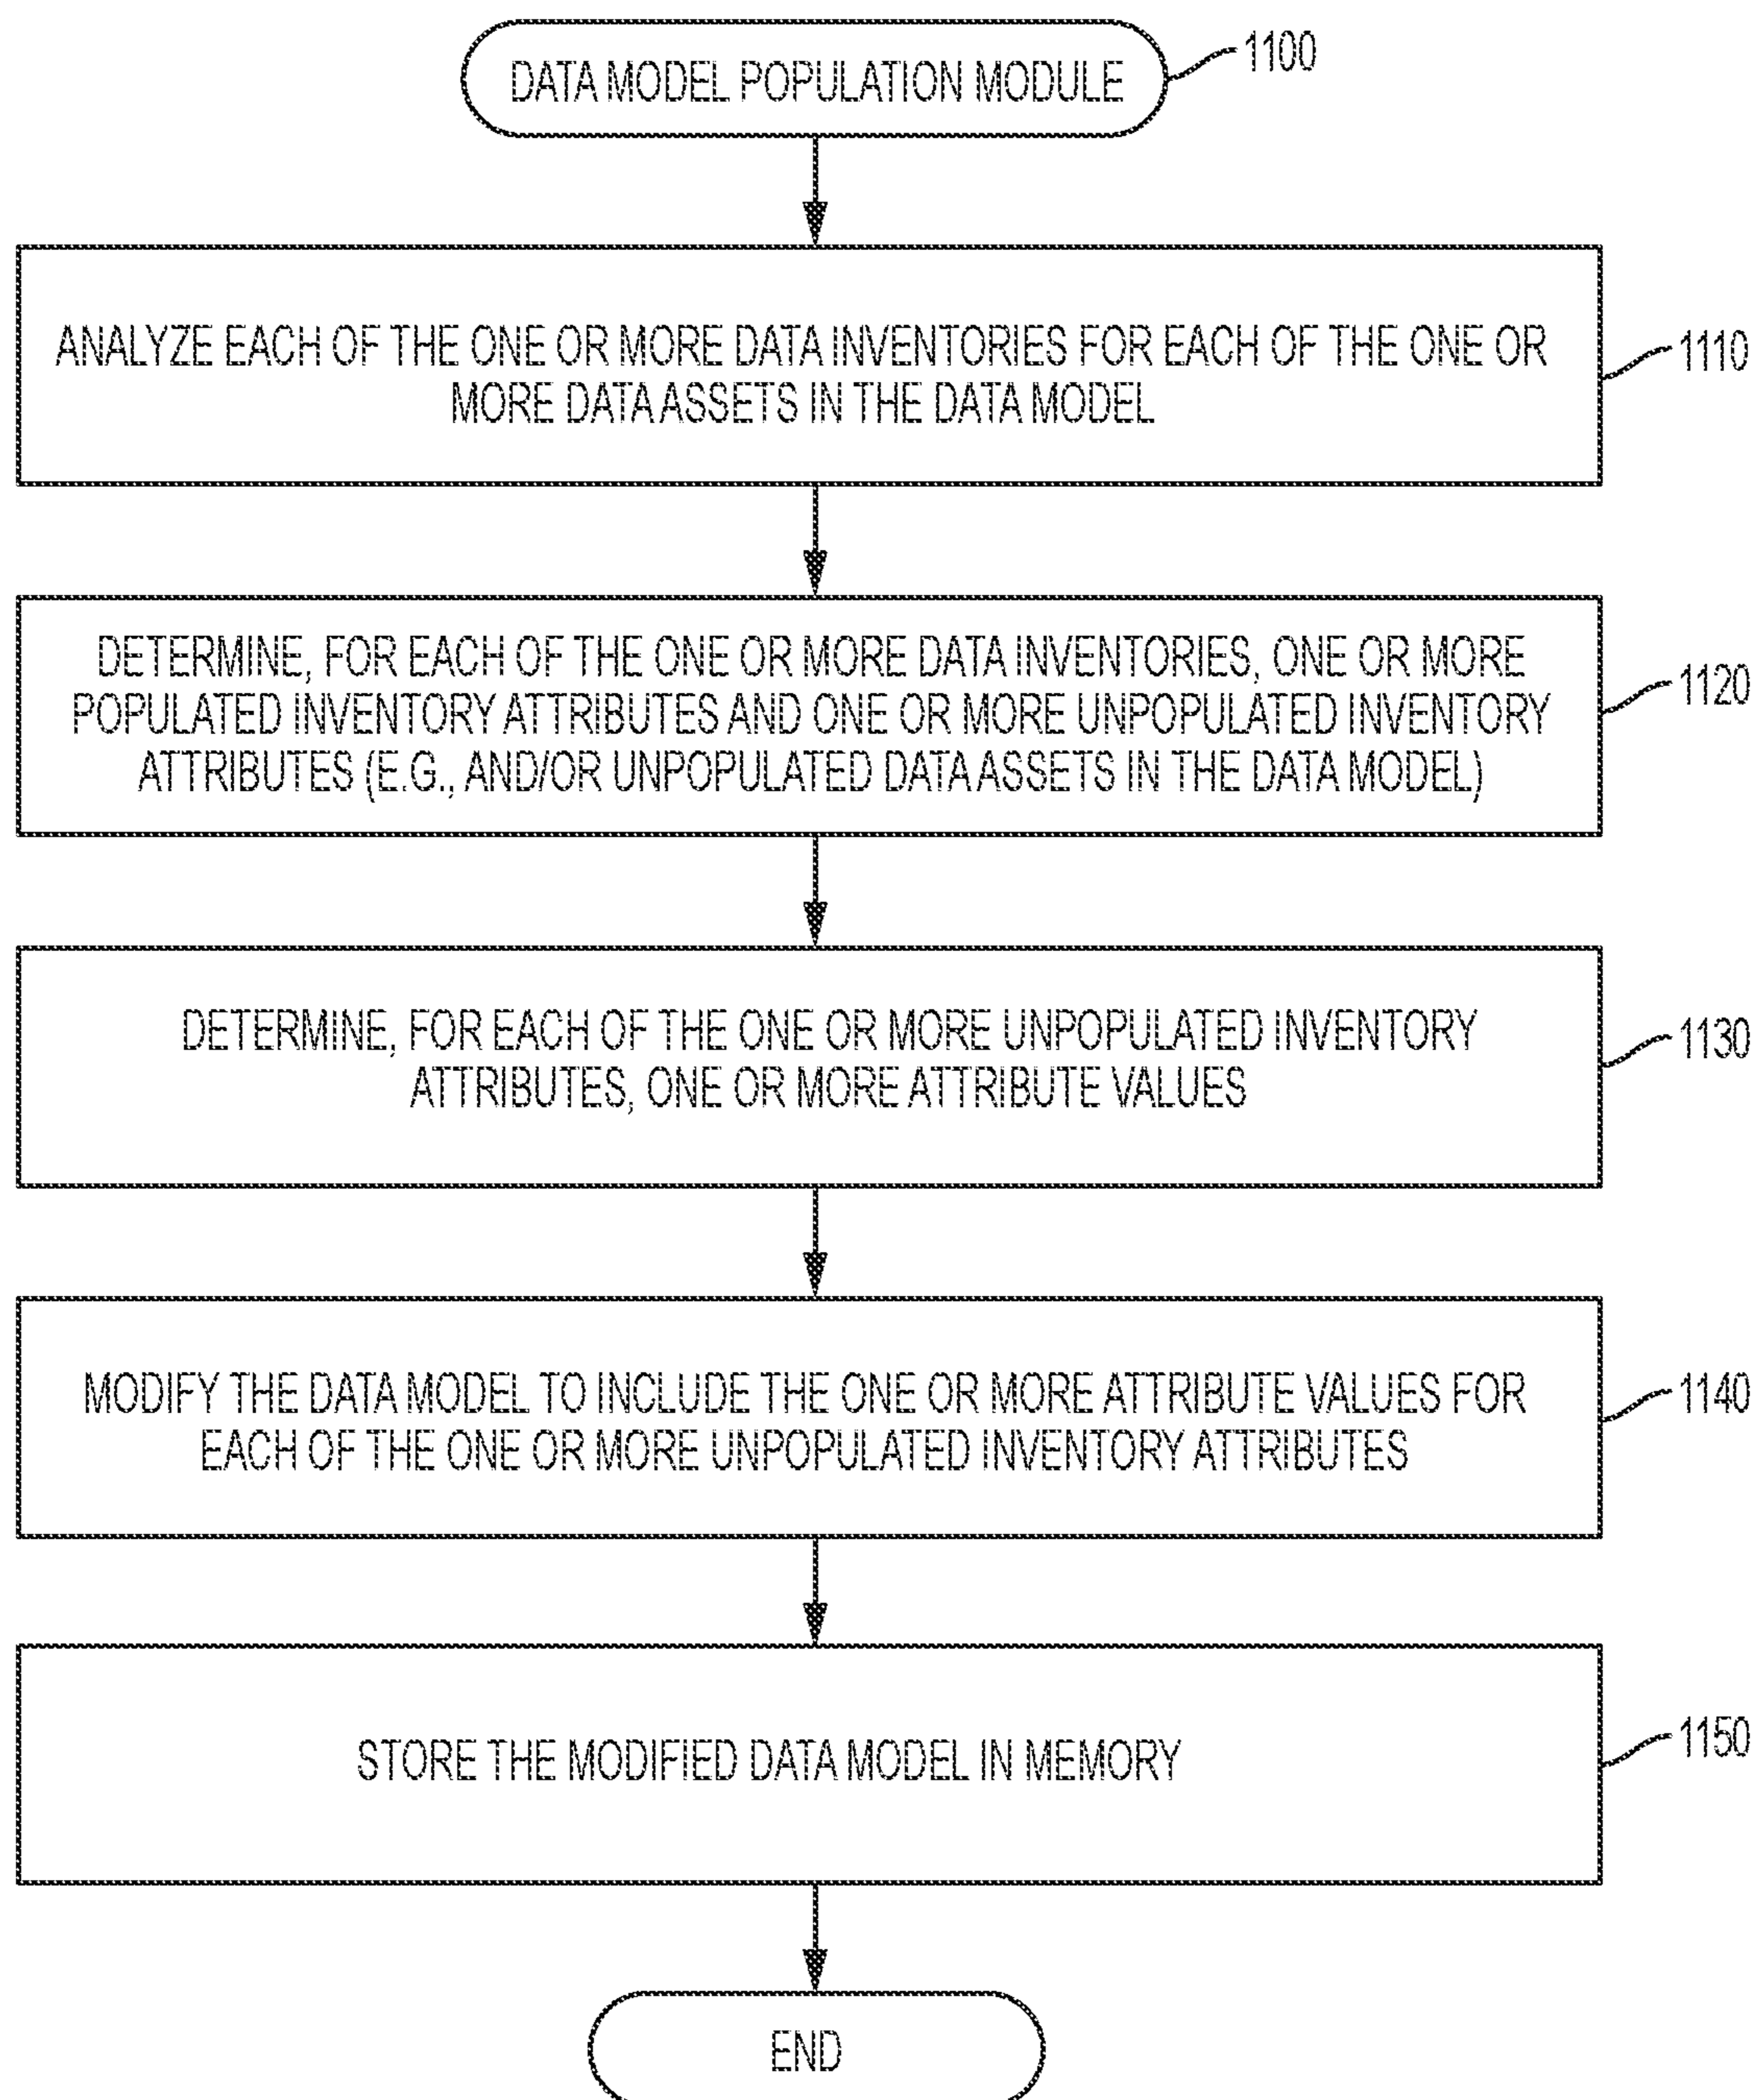 DATA MODEL POPULATION MODULE
1100
ANALYZE EACH OF THE ONE OR MORE DATA INVENTORIES FOR EACH OF THE ONE OR
MORE DATA ASSETS IN THE DATA MODEL
1110
DETERMINE, FOR EACH OF THE ONE OR MORE DATA INVENTORIES, ONE OR MORE
POPULATED INVENTORY ATTRIBUTES AND ONE OR MORE UNPOPULATED INVENTORY
ATTRIBUTES (E.G., AND/OR UNPOPULATED DATA ASSETS IN THE DATA MODEL)
1120
DETERMINE, FOR EACH OF THE ONE OR MORE UNPOPULATED INVENTORY
ATTRIBUTES, ONE OR MORE ATTRIBUTE VALUES
1130
MODIFY THE DATA MODEL TO INCLUDE THE ONE OR MORE ATTRIBUTE VALUES FOR
EACH OF THE ONE OR MORE UNPOPULATED INVENTORY ATTRIBUTES
1140
STORE THE MODIFIED DATA MODEL IN MEMORY
1150
END